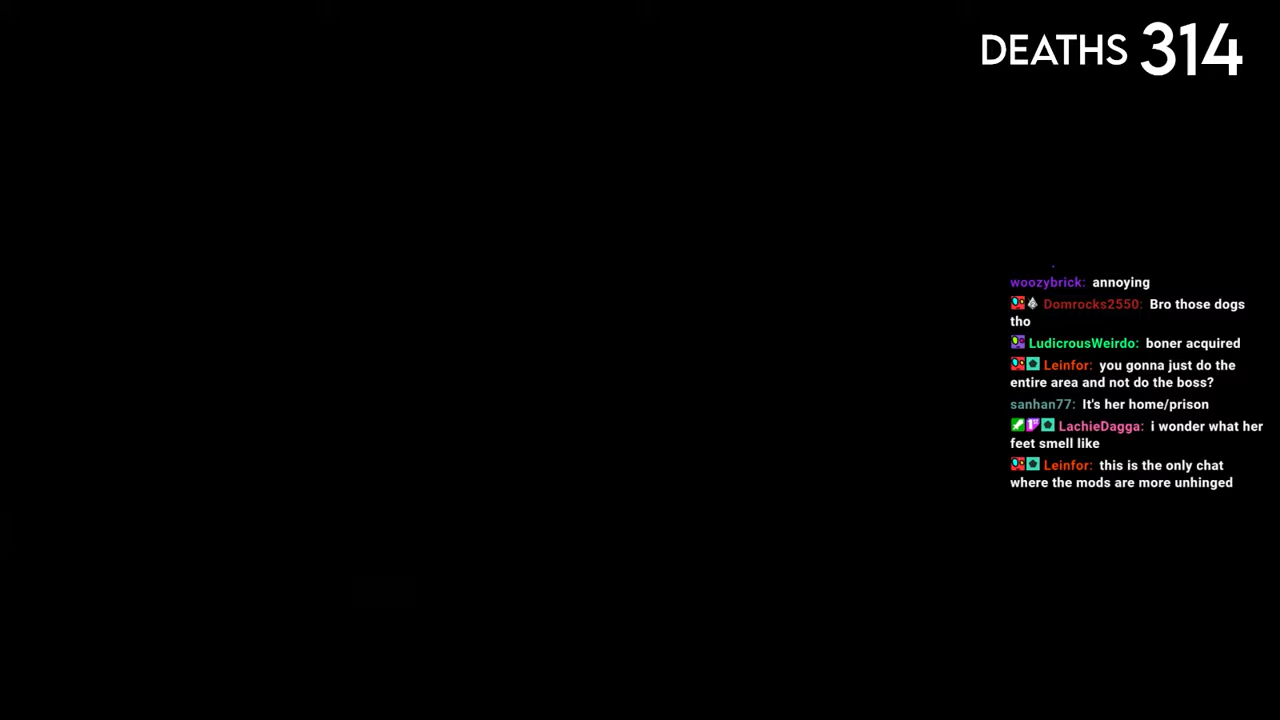 DEATHS 314
woozybrick: annoying
Domrocks2550: Bro those dogs
tho
LudicrousWeirdo: boner acquired
Leinfor: you gonna just do the
entire area and not do the boss?
sanhan77: It's her home/prison
LachieDagga: i wonder what her
feet smell like
Leinfor: this is the only chat
where the mods are more unhinged